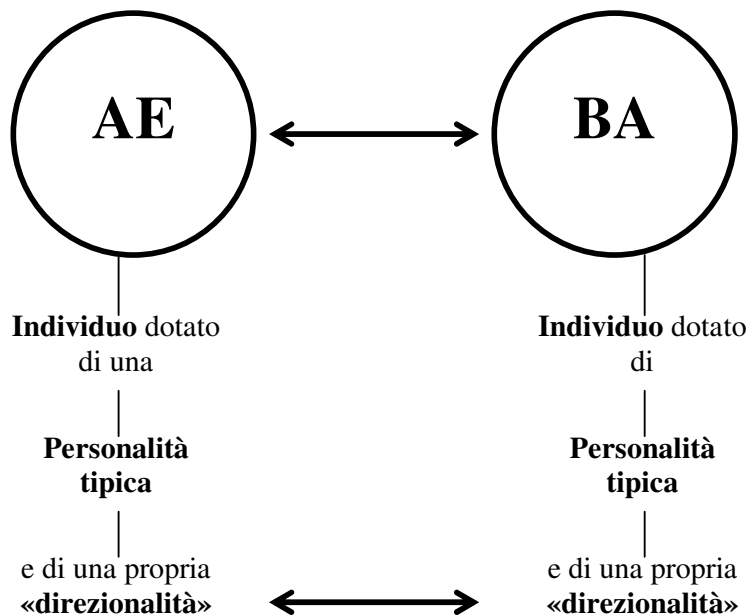 AE
BA
Individuo dotato
di una
Individuo dotato
di
Personalità
tipica
Personalità
tipica
e di una propria
«direzionalità»
e di una propria
«direzionalità»